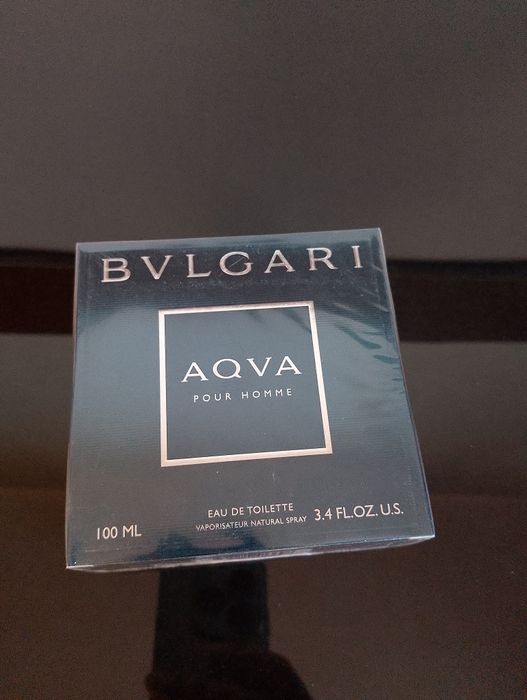 BVLGARI
AQVA
POUR HOMME
EAU DE TOILETTE
VAPORISATEUR NATURAL SPRAY
100 ML
3.4 FL.OZ. U.S.